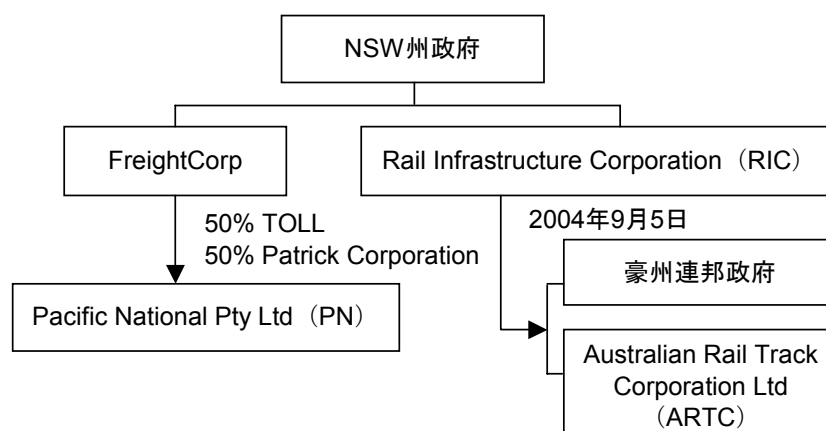 NSW州政府
FreightCorp
Rail Infrastructure Corporation（RIC）
50% TOLL
50% Patrick Corporation
2004年9月5日
Pacific National Pty Ltd（PN）
豪州連邦政府
Australian Rail Track
Corporation Ltd
（ARTC）